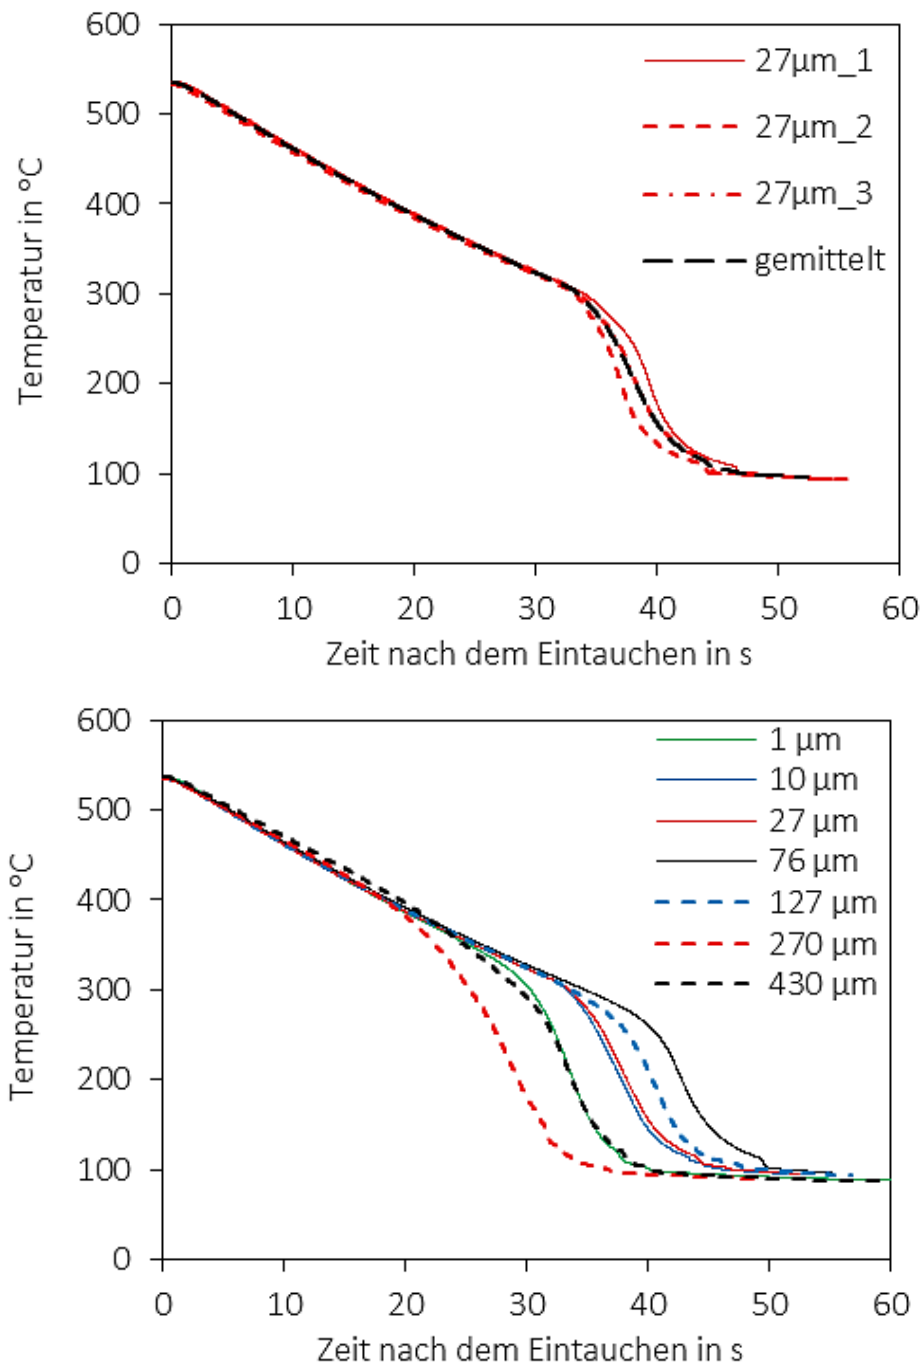 600
500
400
300
200
100
0
Temperatur in °C
27µm_1
27µm_2
27µm_3
gemittelt
0 10 20 30 40 50 60
Zeit nach dem Eintauchen in s
600
500
400
300
200
100
0
Temperatur in °C
1 µm
10 µm
27 µm
76 µm
127 µm
270 µm
430 µm
0 10 20 30 40 50 60
Zeit nach dem Eintauchen in s